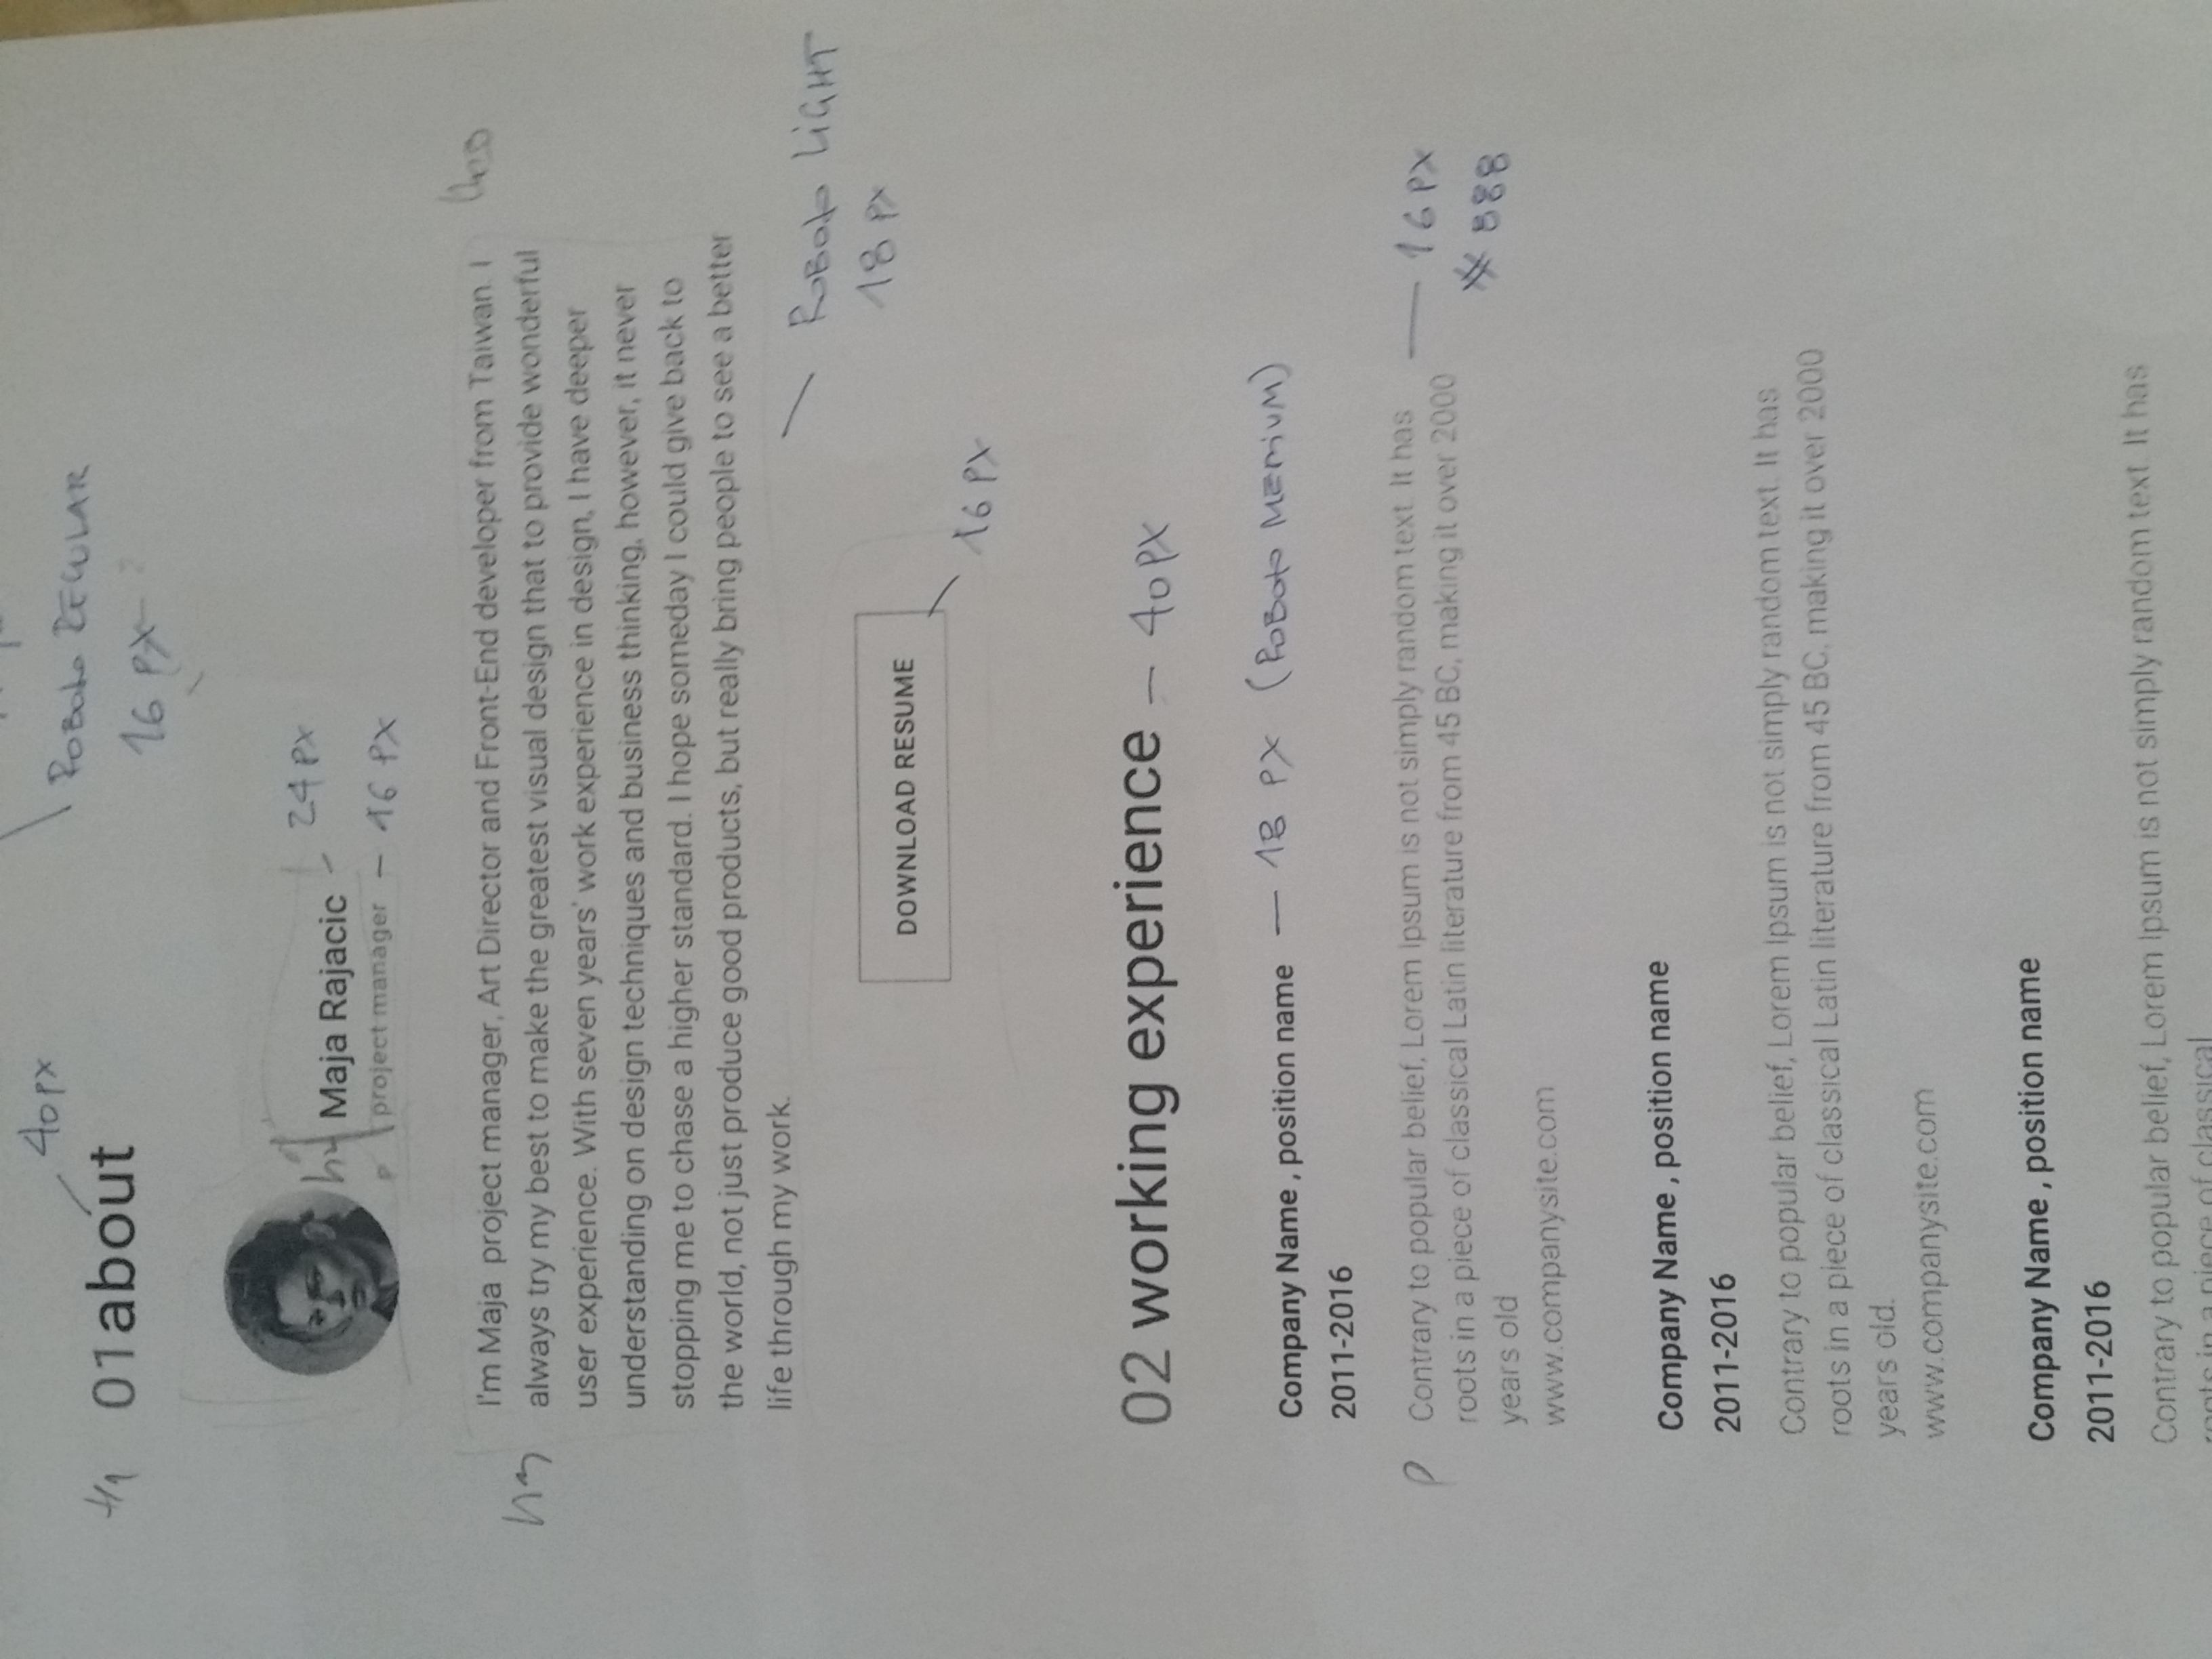 40px
Roboto REGULAR
H1 01about
16 px
24 px
h2 Maja Rajacic
p project manager - 16 PX
I'm Maja project manager, Art Director and Front-End developer from Taiwan. I
always try my best to make the greatest visual design that to provide wonderful
user experience. With seven years' work experience in design, I have deeper
understanding on design techniques and business thinking, however, it never
stopping me to chase a higher standard. I hope someday I could give back to
the world, not just produce good products, but really bring people to see a better
life through my work.
Roboto LIGHT
18 px
DOWNLOAD RESUME
16 PX
02 working experience - 40px
Company Name , position name - 18 PX (Roboto MEDIUM)
2011-2016
p Contrary to popular belief, Lorem Ipsum is not simply random text. It has - 16 PX
roots in a piece of classical Latin literature from 45 BC, making it over 2000
# 888
years old
www.companysite.com
Company Name , position name
2011-2016
Contrary to popular belief, Lorem Ipsum is not simply random text. It has
roots in a piece of classical Latin literature from 45 BC, making it over 2000
years old.
www.companysite.com
Company Name , position name
2011-2016
Contrary to popular belief, Lorem Ipsum is not simply random text. It has
roots in a piece of classical